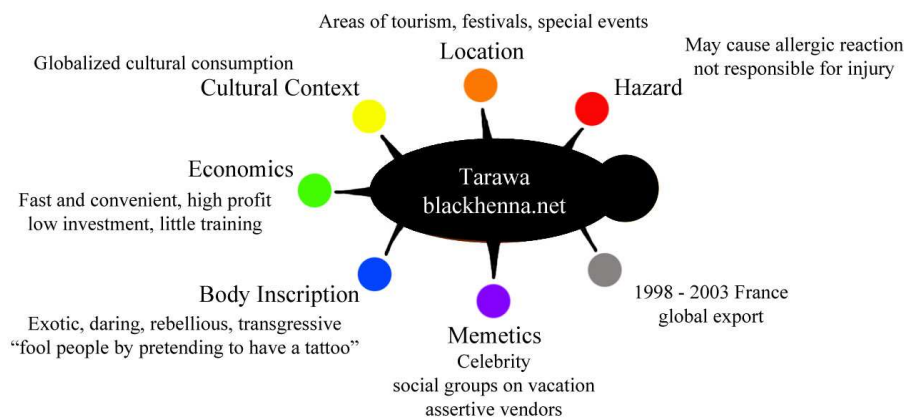 Areas of tourism, festivals, special events
Location
May cause allergic reaction
not responsible for injury
Hazard
Globalized cultural consumption
Cultural Context
Economics
Fast and convenient, high profit
low investment, little training
Tarawa
blackhenna.net
Body Inscription
Exotic, daring, rebellious, transgressive
“fool people by pretending to have a tattoo”
Memetics
Celebrity
social groups on vacation
assertive vendors
1998 - 2003 France
global export